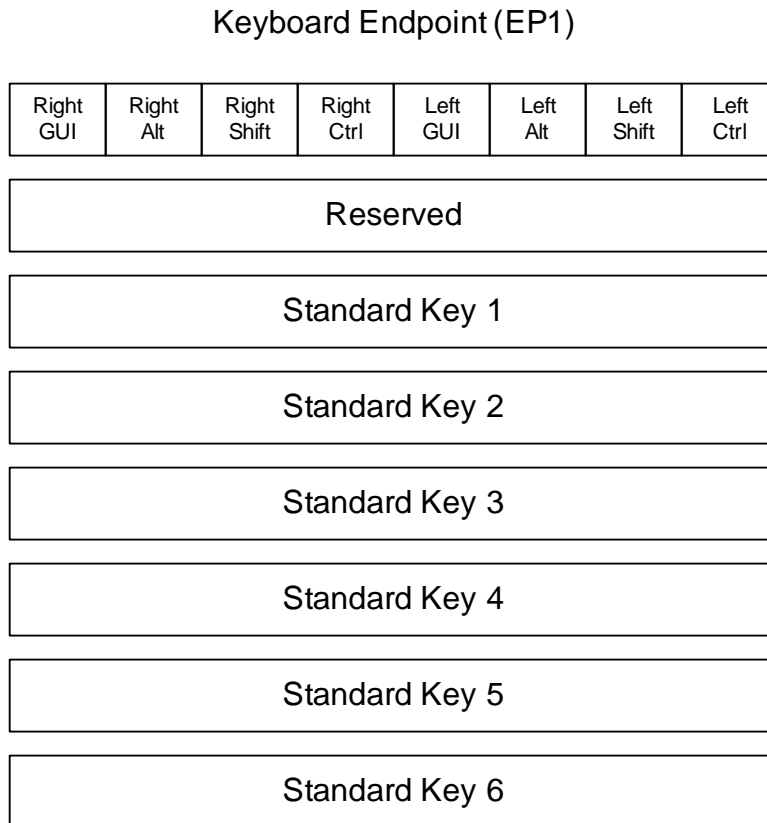 Keyboard Endpoint (EP1)
Right GUI Right Alt Right Shift Right Ctrl Left GUI Left Alt Left Shift Left Ctrl
Reserved
Standard Key 1
Standard Key 2
Standard Key 3
Standard Key 4
Standard Key 5
Standard Key 6